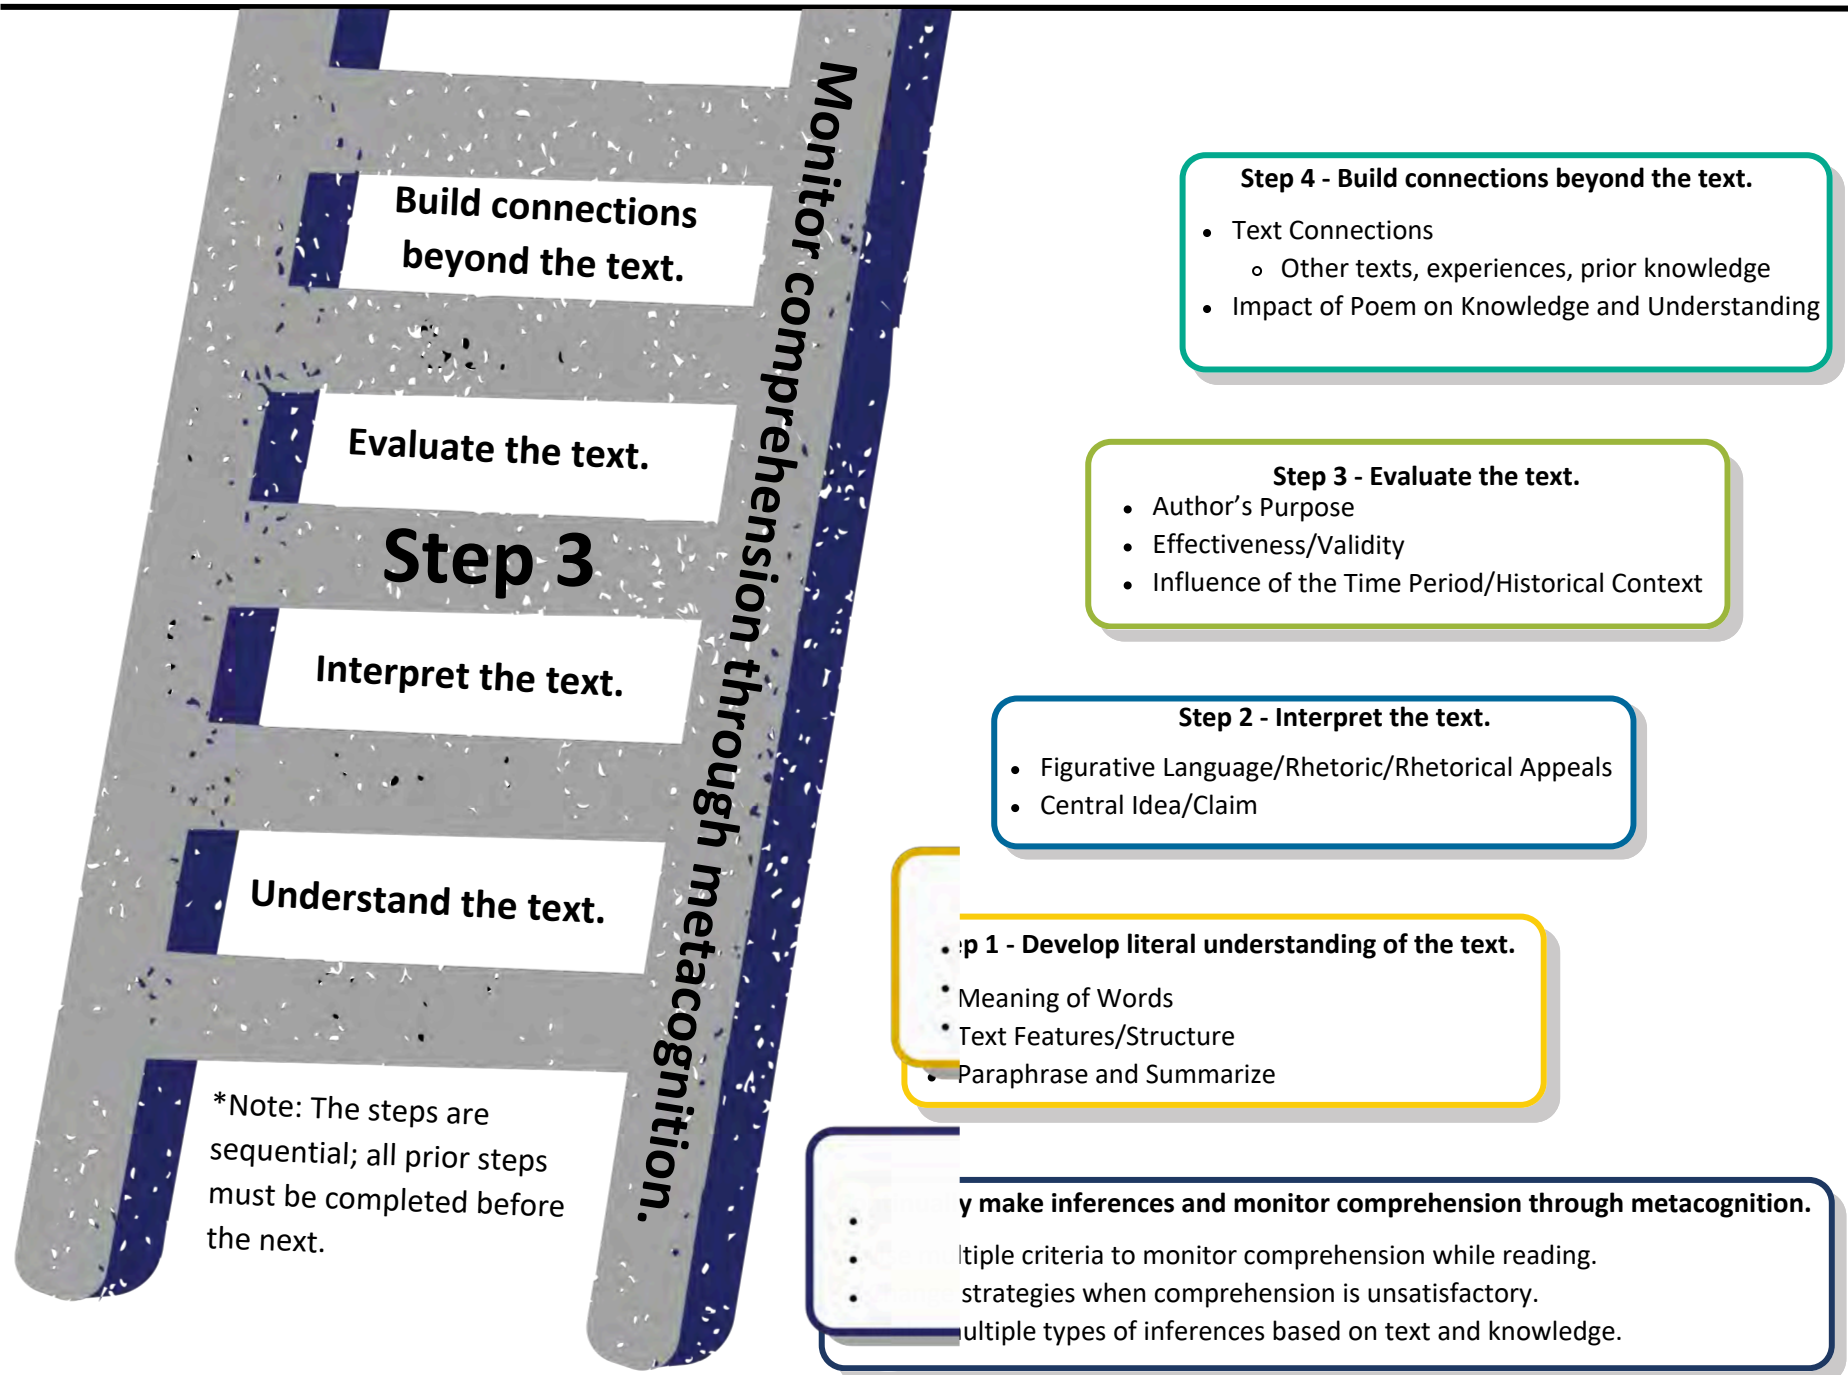 Build connections
beyond the text.
Evaluate the text.
Step 3
Interpret the text.
Understand the text.
Monitor comprehension through metacognition.
*Note: The steps are
sequential; all prior steps
must be completed before
the next.
Step 4 - Build connections beyond the text.
• Text Connections
o Other texts, experiences, prior knowledge
• Impact of Poem on Knowledge and Understanding
Step 3 - Evaluate the text.
• Author's Purpose
• Effectiveness/Validity
• Influence of the Time Period/Historical Context
Step 2 - Interpret the text.
• Figurative Language/Rhetoric/Rhetorical Appeals
• Central Idea/Claim
1 - Develop literal understanding of the text.
• Meaning of Words
• Text Features/Structure
• Paraphrase and Summarize
make inferences and monitor comprehension through metacognition.
• criteria to monitor comprehension while reading.
• strategies when comprehension is unsatisfactory.
• types of inferences based on text and knowledge.